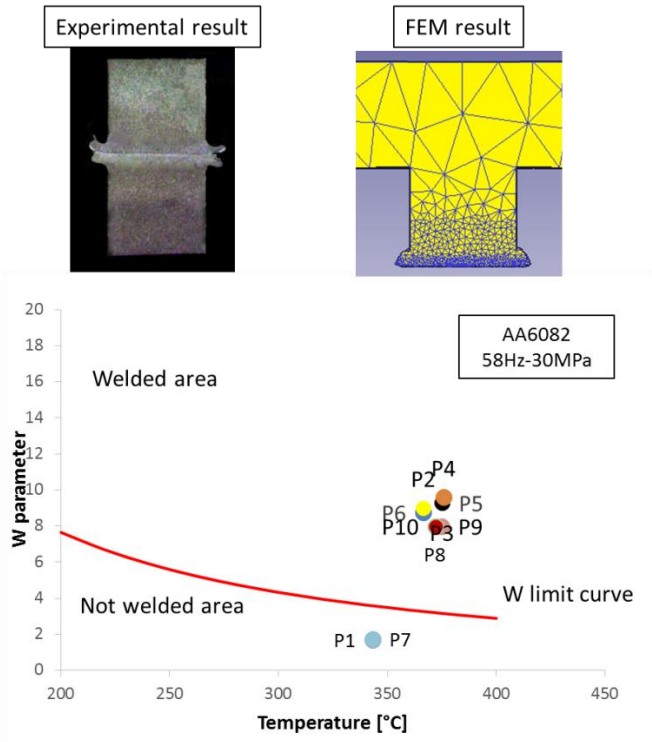 Experimental result
FEM result
20
18
16
14
12
10
8
6
4
2
0
W parameter
AA6082
58Hz-30MPa
Welded area
P4
P2
P6
P5
P10
P3
P9
P8
W limit curve
Not welded area
P1
P7
200
250
300
350
400
450
Temperature [°C]